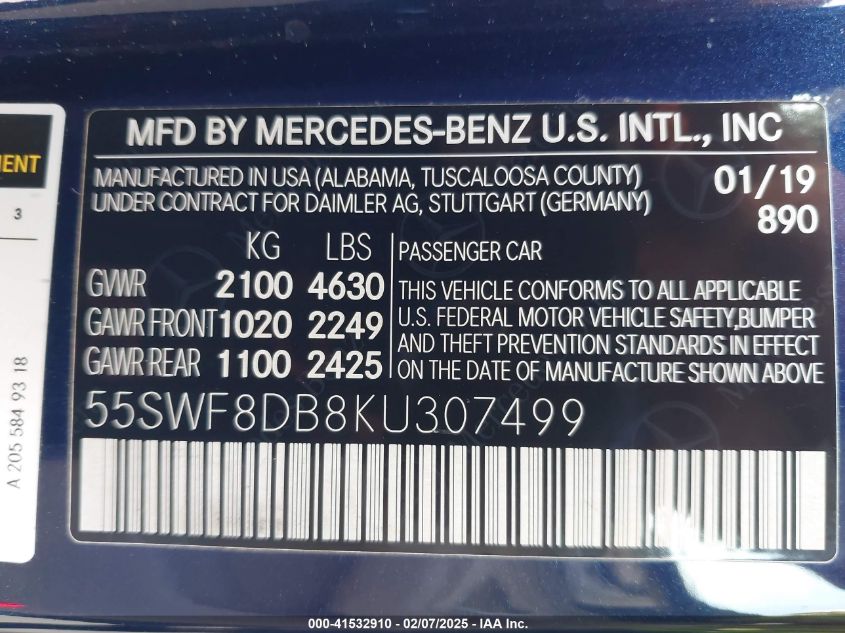 MENT
3
A 205 584 93 18
MFD BY MERCEDES-BENZ U.S. INTL., INC
MANUFACTURED IN USA (ALABAMA, TUSCALOOSA COUNTY)
UNDER CONTRACT FOR DAIMLER AG, STUTTGART (GERMANY)
01/19
890
KG LBS
GVWR 2100 4630
GAWR FRONT 1020 2249
GAWR REAR 1100 2425
PASSENGER CAR
THIS VEHICLE CONFORMS TO ALL APPLICABLE
U.S. FEDERAL MOTOR VEHICLE SAFETY,BUMPER
AND THEFT PREVENTION STANDARDS IN EFFECT
ON THE DATE OF MANUFACTURE SHOWN ABOVE
55SWF8DB8KU307499
000-41532910 - 02/07/2025 - IAA Inc.